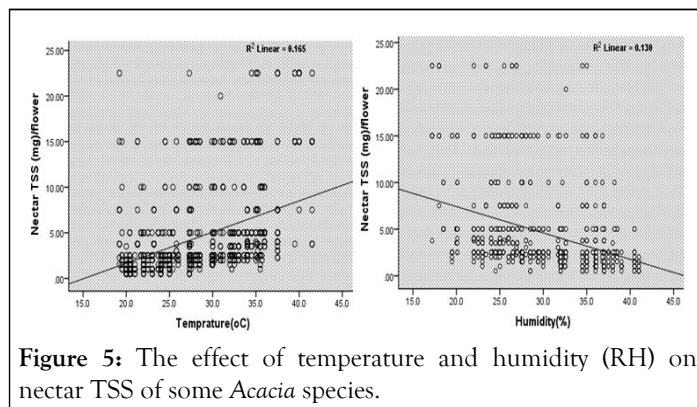 R² Linear = 0.165
Nectar TSS (mg)/flower
25.00
20.00
15.00
10.00
5.00
.00
15.0 20.0 25.0 30.0 35.0 40.0 45.0
Temprature(oC)
R² Linear = 0.130
Nectar TSS (mg)/flower
25.00
20.00
15.00
10.00
5.00
.00
15.0 20.0 25.0 30.0 35.0 40.0 45.0
Humidity(%)
Figure 5: The effect of temperature and humidity (RH) on
nectar TSS of some Acacia species.